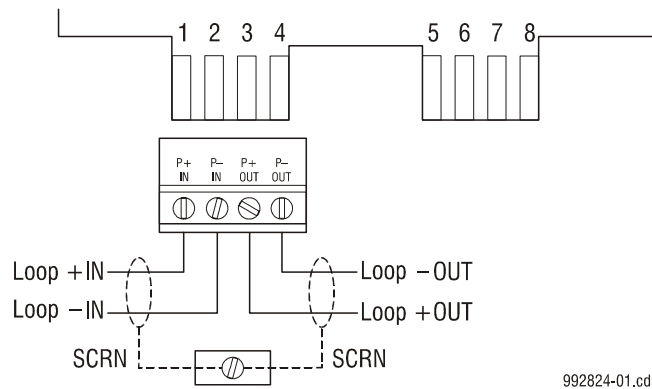 1 2 3 4 5 6 7 8
P+ IN P– IN P+ OUT P– OUT
Loop +IN
Loop –OUT
Loop –IN
Loop +OUT
SCRN
SCRN
992824-01.cd